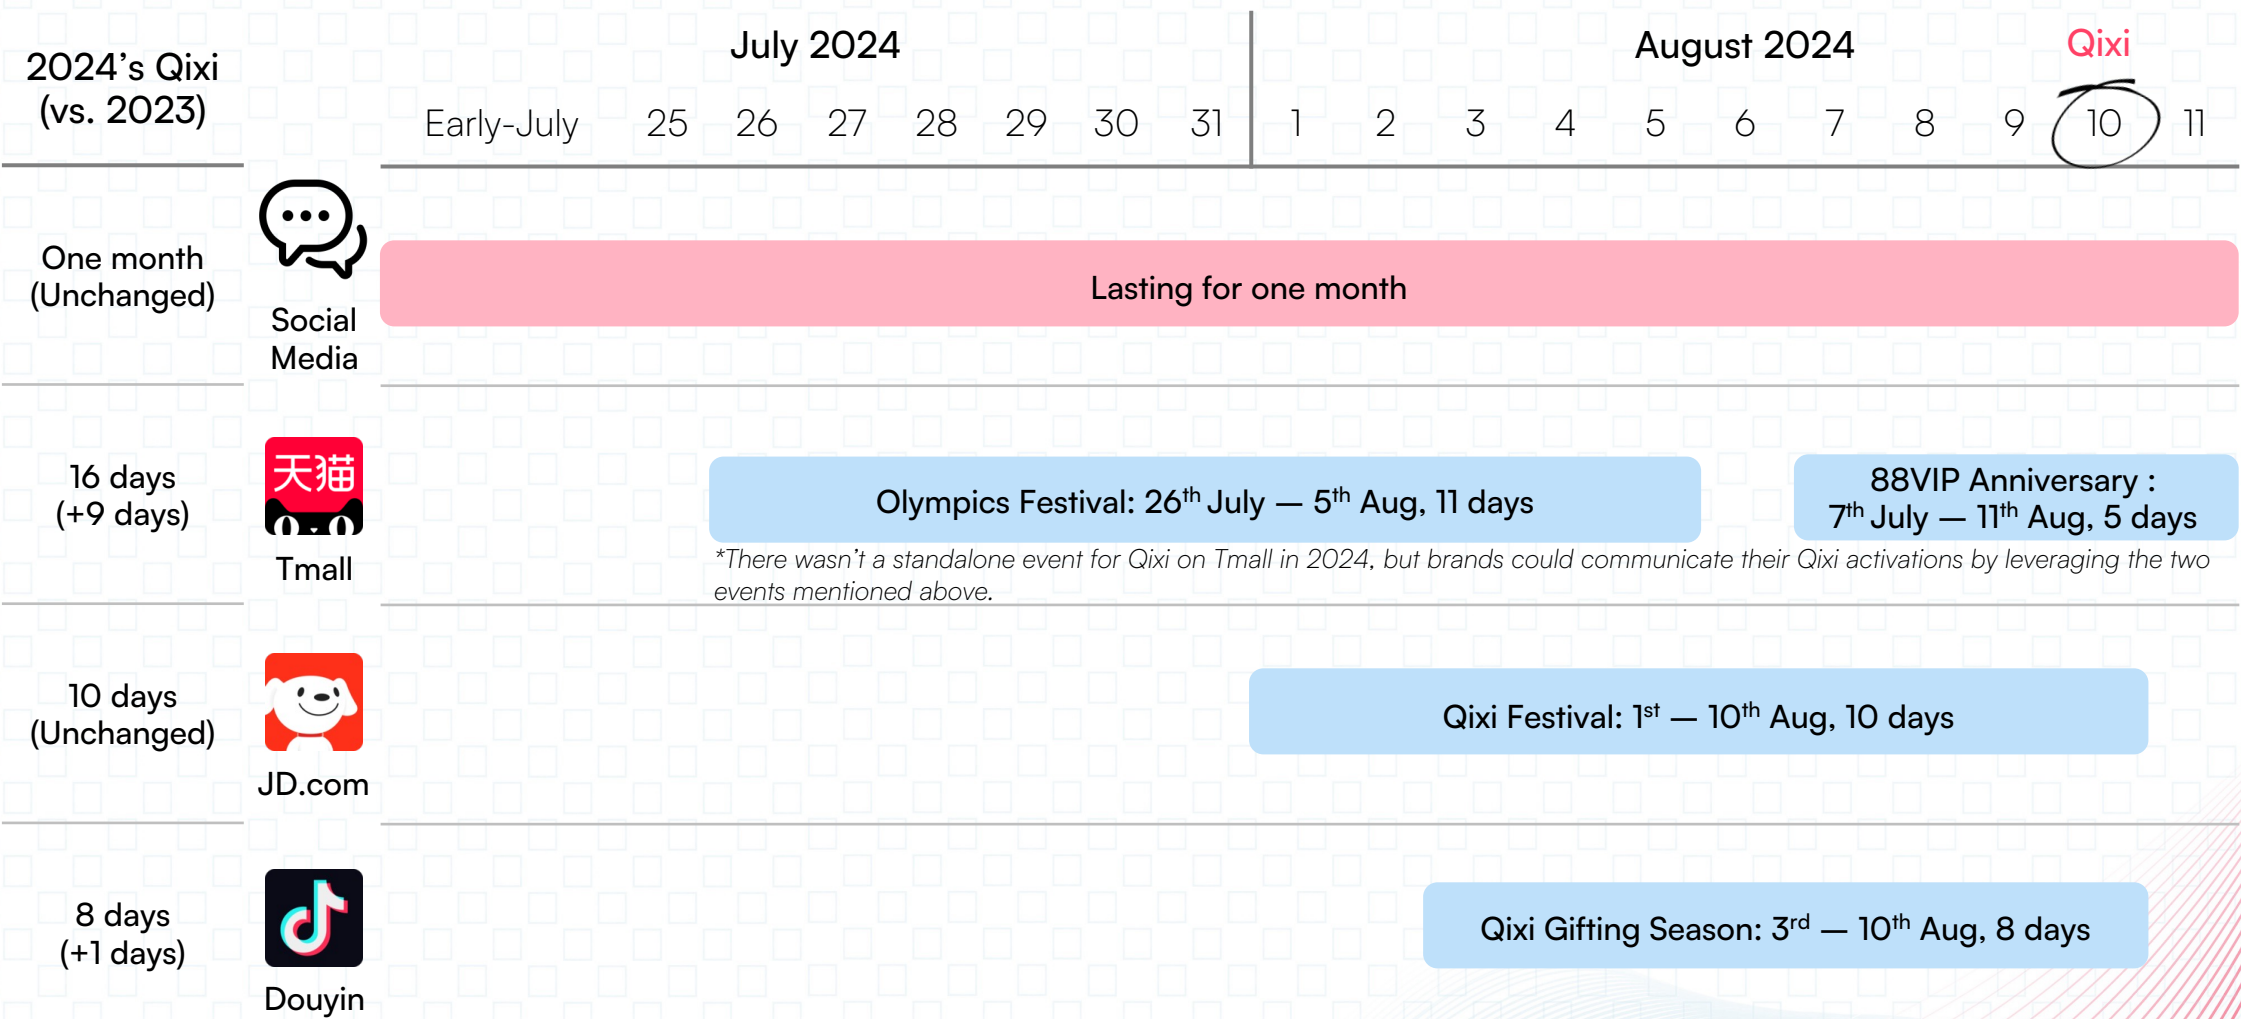 2024’s Qixi
(vs. 2023)
July 2024
August 2024
Qixi
Early-July 25 26 27 28 29 30 31 1 2 3 4 5 6 7 8 9 10 11
One month
(Unchanged)
Social
Media
Lasting for one month
16 days
(+9 days)
天猫
Tmall
Olympics Festival: 26th July — 5th Aug, 11 days
88VIP Anniversary :
7th July — 11th Aug, 5 days
*There wasn’t a standalone event for Qixi on Tmall in 2024, but brands could communicate their Qixi activations by leveraging the two
events mentioned above.
10 days
(Unchanged)
JD.com
Qixi Festival: 1st — 10th Aug, 10 days
8 days
(+1 days)
Douyin
Qixi Gifting Season: 3rd — 10th Aug, 8 days